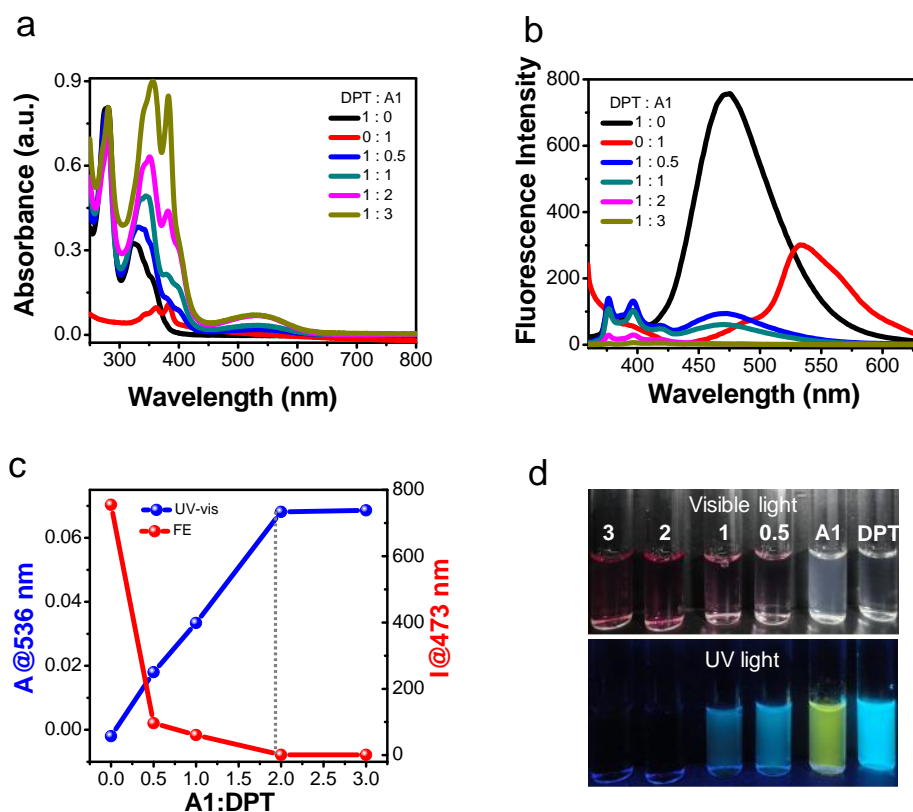 a
Absorbance (a.u.)
0.9
0.6
0.3
0.0
300 400 500 600 700 800
Wavelength (nm)
DPT : A1
1 : 0
0 : 1
1 : 0.5
1 : 1
1 : 2
1 : 3
b
Fluorescence Intensity
800
600
400
200
0
400 450 500 550 600
Wavelength (nm)
DPT : A1
1 : 0
0 : 1
1 : 0.5
1 : 1
1 : 2
1 : 3
c
A@536 nm
0.06
0.04
0.02
0.00
UV-vis
FE
800
600
400
200
0
I@473 nm
0.0 0.5 1.0 1.5 2.0 2.5 3.0
A1:DPT
d
Visible light
3 2 1 0.5 A1 DPT
UV light